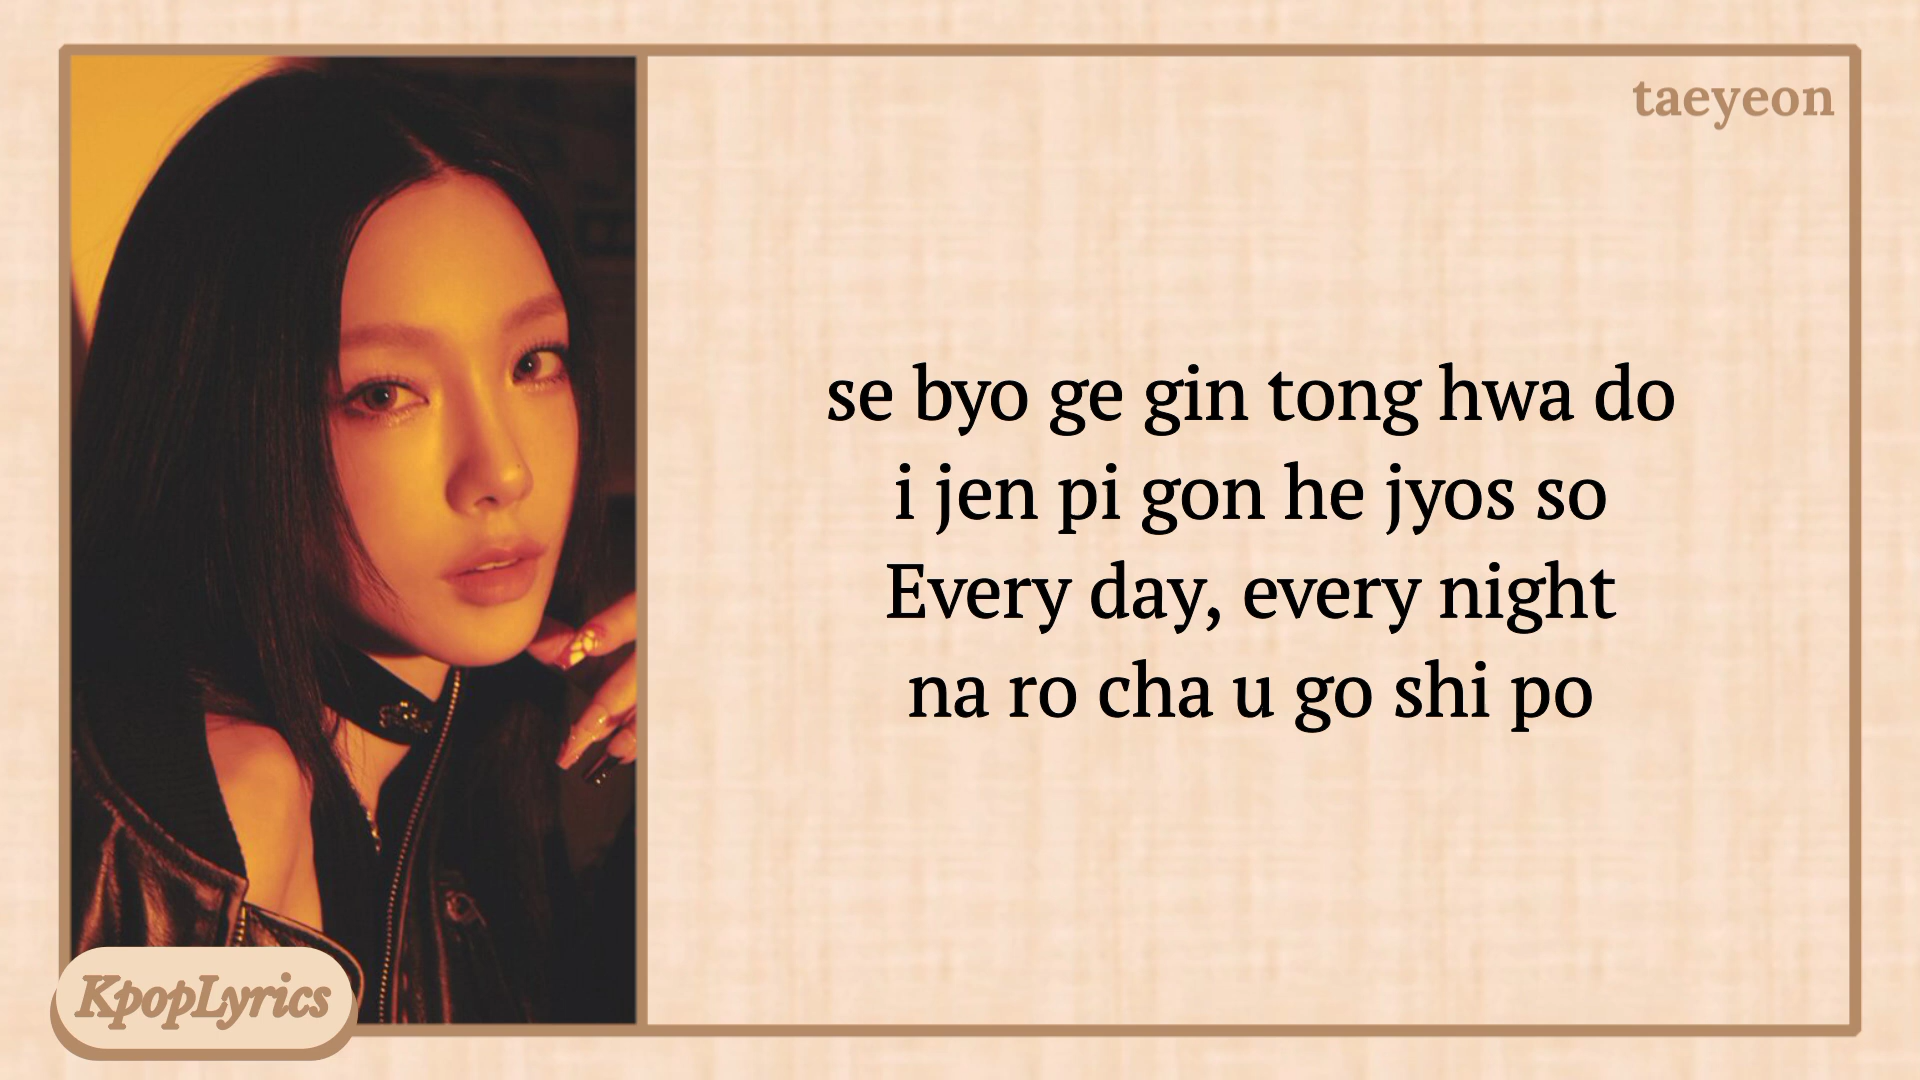 taeyeon
se byo ge gin tong hwa do
i jen pi gon he jyos so
Every day, every night
na ro cha u go shi po
KpopLyrics